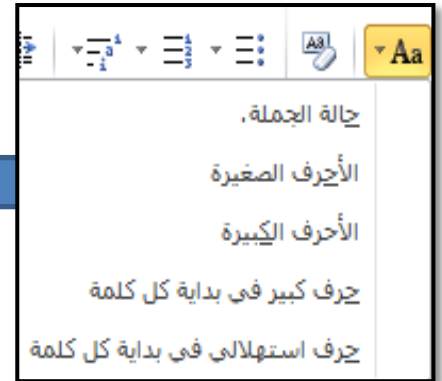 Aa
حالة الجملة.
الأحرف الصغيرة
الأحرف الكبيرة
حرف كبير في بداية كل كلمة
حرف استهلالي في بداية كل كلمة